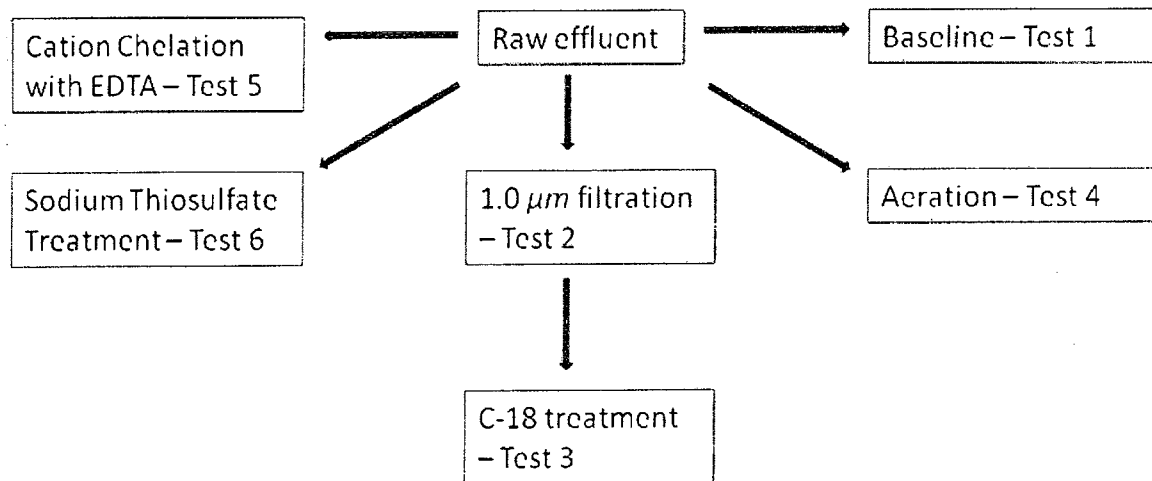 Cation Chelation
with EDTA – Test 5
Raw effluent
Baseline – Test 1
Sodium Thiosulfate
Treatment – Test 6
1.0 μm filtration
– Test 2
Aeration – Test 4
C-18 treatment
– Test 3